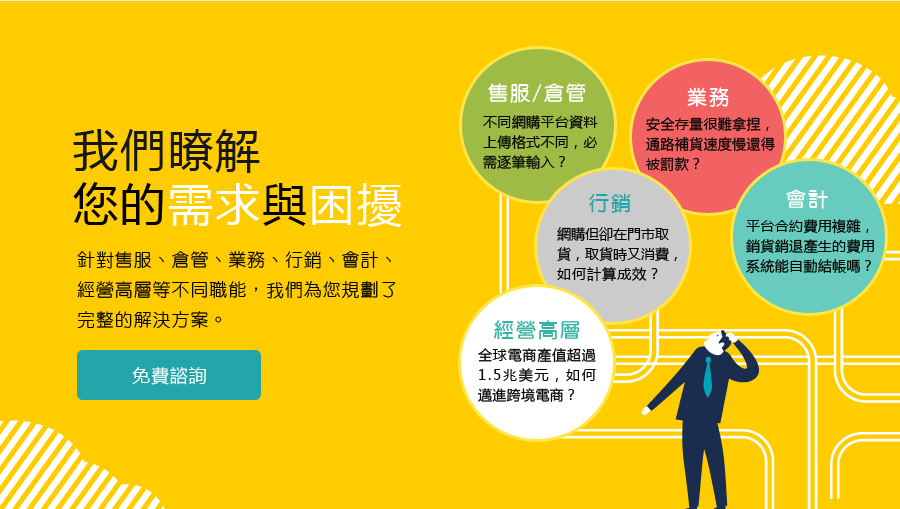 我們瞭解
您的需求與困擾
針對售服、倉管、業務、行銷、會計、
經營高層等不同職能，我們為您規劃了
完整的解決方案。
免費諮詢
售服/倉管
不同網購平台資料
上傳格式不同，必
需逐筆輸入？
業務
安全存量很難拿捏，
通路補貨速度慢還得
被罰款？
行銷
網購但卻在門市取
貨，取貨時又消費，
如何計算成效？
會計
平台合約費用複雜，
銷貨銷退產生的費用
系統能自動結帳嗎？
經營高層
全球電商產值超過
1.5兆美元，如何
邁進跨境電商？